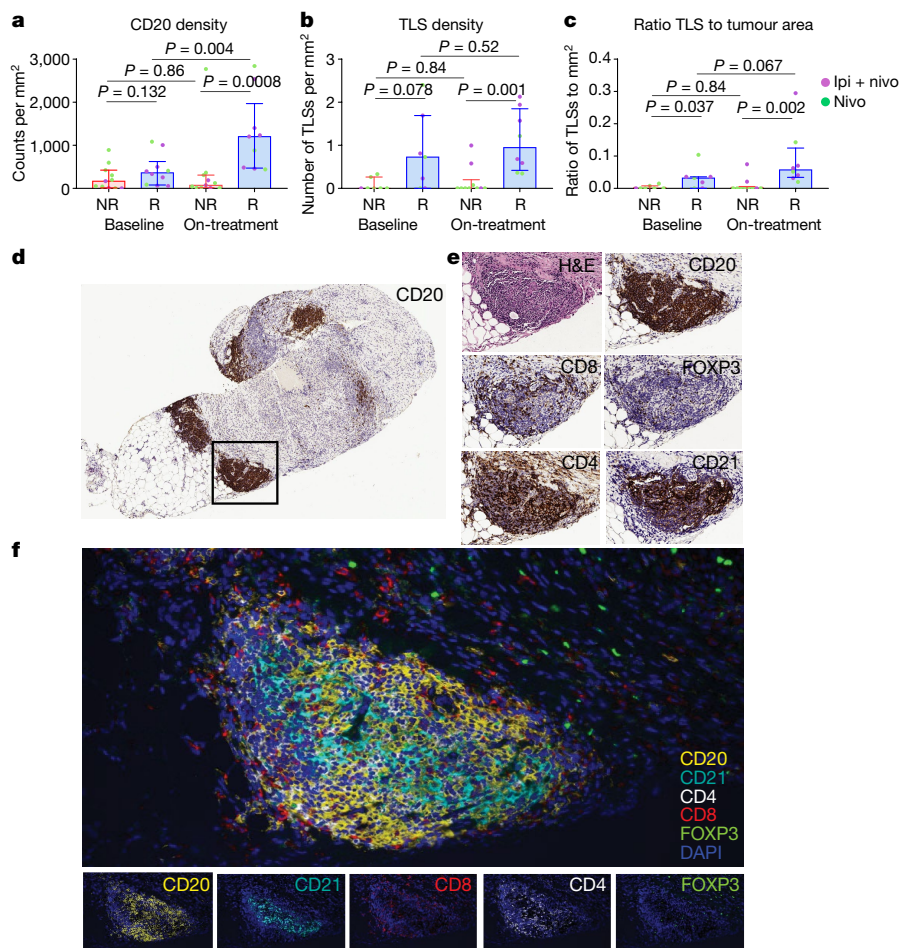 a
CD20 density
Counts per mm²
3,000
2,000
1,000
0
P = 0.004
P = 0.86
P = 0.132
P = 0.0008
NR R NR R
Baseline On-treatment
b
TLS density
Number of TLSs per mm²
3
2
1
0
P = 0.52
P = 0.84
P = 0.078
P = 0.001
NR R NR R
Baseline On-treatment
c
Ratio TLS to tumour area
Ratio of TLSs to mm²
0.4
0.3
0.2
0.1
0.0
P = 0.067
P = 0.84
P = 0.037
P = 0.002
NR R NR R
Baseline On-treatment
Ipi + nivo
Nivo
d
CD20
e
H&E
CD20
CD8
FOXP3
CD4
CD21
f
CD20
CD21
CD4
CD8
FOXP3
DAPI
CD20
CD21
CD8
CD4
FOXP3